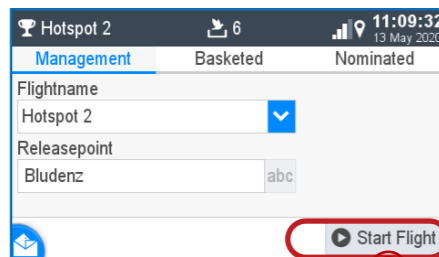 Hotspot 2 6 11:09:32
13 May 2020
Management Basketed Nominated
Flightname
Hotspot 2
Releasepoint
Bludenz abc
Start Flight